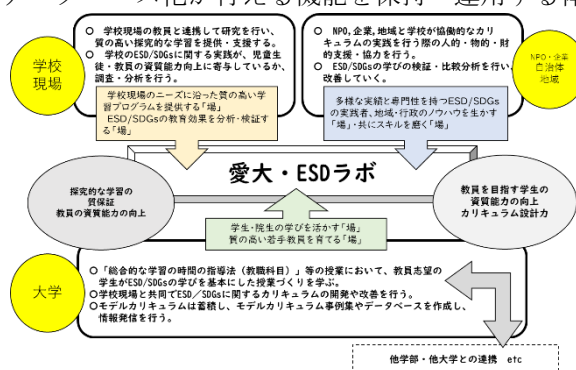 学校
現場
○ 学校現場の教員と連携して研究を行い、
質の高い探究的な学習を提供・支援する。
○ 学校のESD/SDGsに関する実践が、児童生
徒・教員の資質能力向上に寄与しているか、
調査・分析を行う。
○ NPO,企業,地域と学校が協働的なカリ
キュラムの実践を行う際の人的・物的・財
的支援・協力を行う。
○ ESD/SDGsの学びの検証・比較分析を行い、
改善していく。
NPO・企業
自治体
地域
学校現場のニーズに沿った質の高い学
習プログラムを提供する「場」
ESD/SDGsの教育効果を分析・検証す
る「場」
多様な実績と専門性を持つESD/SDGs
の実践者、地域・行政のノウハウを生かす
「場」・共にスキルを磨く「場」
愛大・ESDラボ
探究的な学習の
質保証
教員の資質能力の向上
教員を目指す学生の
資質能力の向上
カリキュラム設計力
学生・院生の学びを活かす「場」
質の高い若手教員を育てる「場」
大学
○「総合的な学習の時間の指導法（教職科目）」等の授業において、教員志望の
学生がESD/SDGsの学びを基本にした授業づくりを学ぶ。
○学校現場と共同でESD／SDGsに関するカリキュラムの開発や改善を行う。
○モデルカリキュラムは蓄積し、モデルカリキュラム事例集やデータベースを作成し、
情報発信を行う。
他学部・他大学との連携 etc